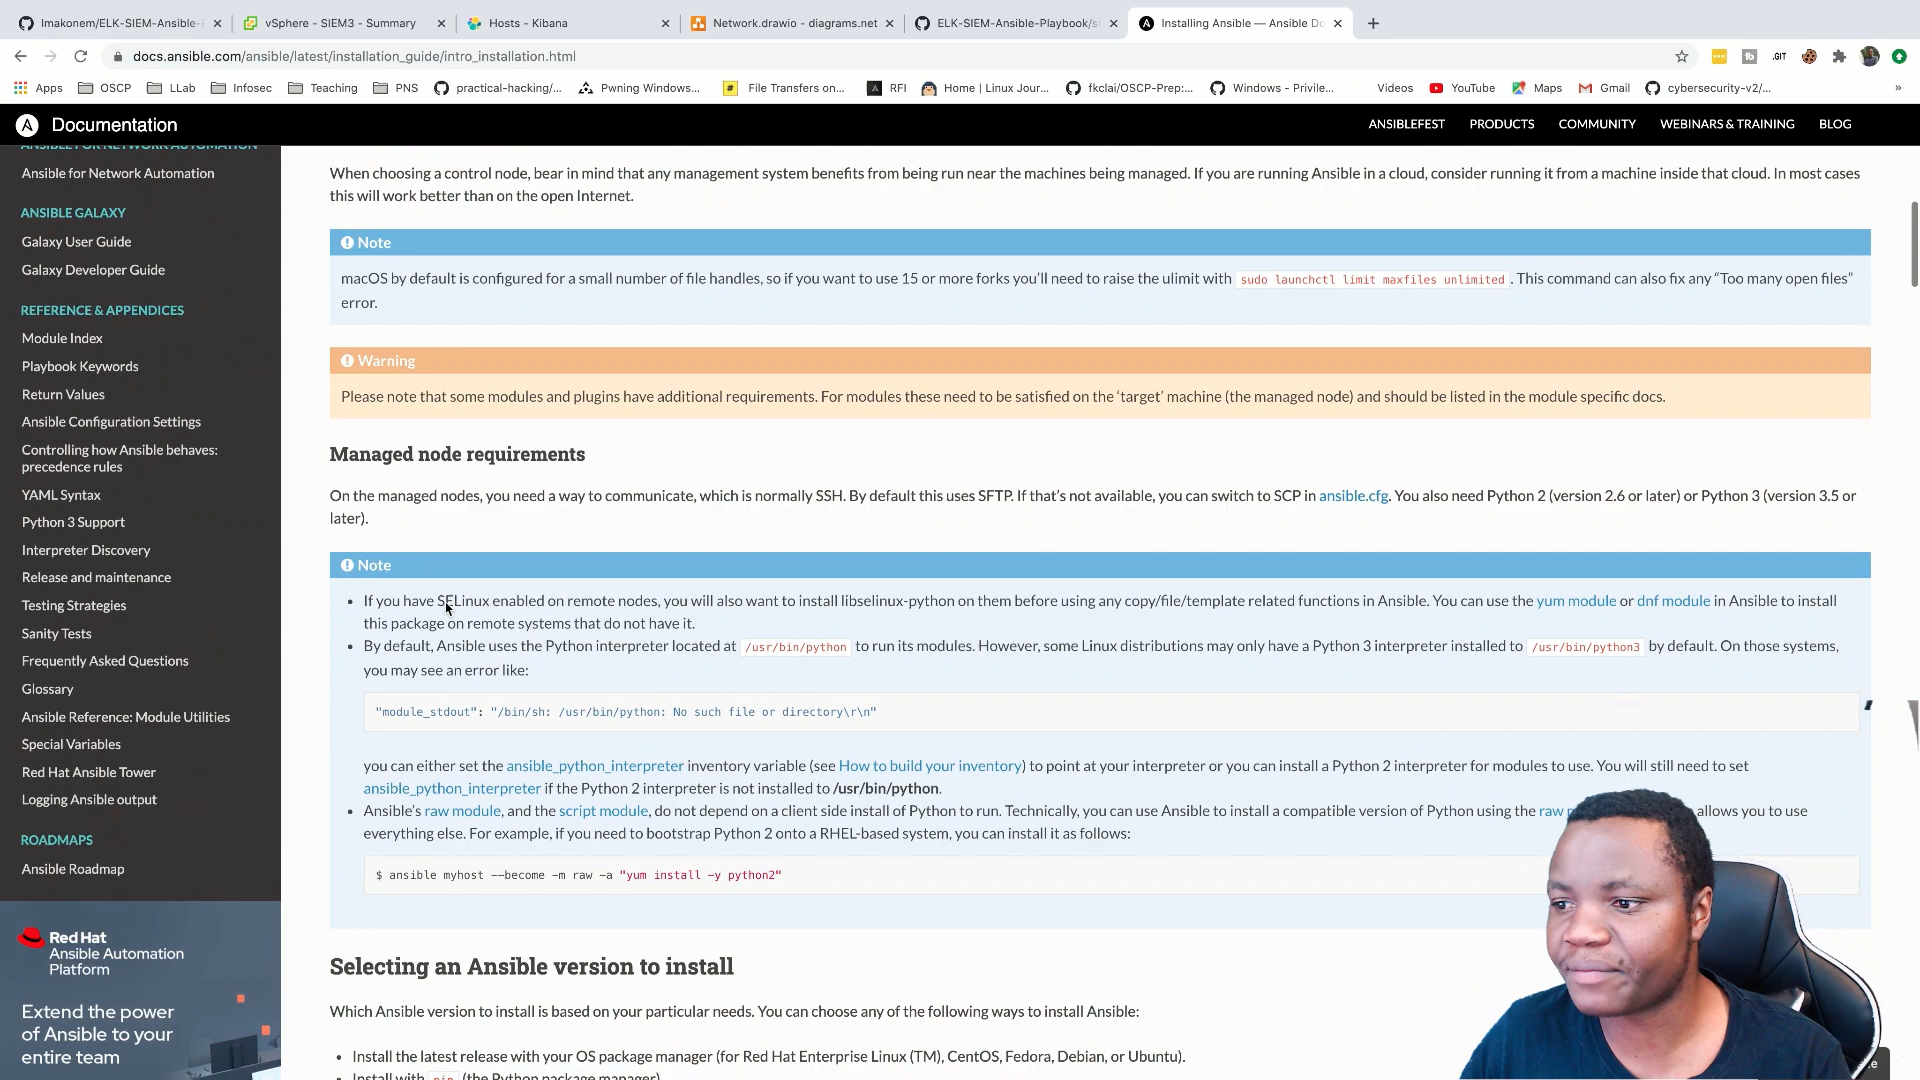 Imakonem/ELK-SIEM-Ansible-
vSphere - SIEM3 - Summary
Hosts - Kibana
Network.drawio - diagrams.net
ELK-SIEM-Ansible-Playbook/
Installing Ansible — Ansible Do
docs.ansible.com/ansible/latest/installation_guide/intro_installation.html
Apps
OSCP
LLab
Infosec
Teaching
PNS
practical-hacking/...
Pwning Windows...
File Transfers on...
RFI
Home | Linux Jour...
fkclai/OSCP-Prep:...
Windows - Privile...
Videos
YouTube
Maps
Gmail
cybersecurity-v2/...
»
Documentation
ANSIBLEFEST
PRODUCTS
COMMUNITY
WEBINARS & TRAINING
BLOG
ANSIBLE FOR NETWORK AUTOMATION
Ansible for Network Automation
ANSIBLE GALAXY
Galaxy User Guide
Galaxy Developer Guide
REFERENCE & APPENDICES
Module Index
Playbook Keywords
Return Values
Ansible Configuration Settings
Controlling how Ansible behaves:
precedence rules
YAML Syntax
Python 3 Support
Interpreter Discovery
Release and maintenance
Testing Strategies
Sanity Tests
Frequently Asked Questions
Glossary
Ansible Reference: Module Utilities
Special Variables
Red Hat Ansible Tower
Logging Ansible output
ROADMAPS
Ansible Roadmap
Red Hat
Ansible Automation
Platform
Extend the power
of Ansible to your
entire team
When choosing a control node, bear in mind that any management system benefits from being run near the machines being managed. If you are running Ansible in a cloud, consider running it from a machine inside that cloud. In most cases
this will work better than on the open Internet.
Note
macOS by default is configured for a small number of file handles, so if you want to use 15 or more forks you'll need to raise the ulimit with sudo launchctl limit maxfiles unlimited. This command can also fix any “Too many open files”
error.
Warning
Please note that some modules and plugins have additional requirements. For modules these need to be satisfied on the ‘target’ machine (the managed node) and should be listed in the module specific docs.
Managed node requirements
On the managed nodes, you need a way to communicate, which is normally SSH. By default this uses SFTP. If that’s not available, you can switch to SCP in ansible.cfg. You also need Python 2 (version 2.6 or later) or Python 3 (version 3.5 or
later).
Note
• If you have SELinux enabled on remote nodes, you will also want to install libselinux-python on them before using any copy/file/template related functions in Ansible. You can use the yum module or dnf module in Ansible to install
this package on remote systems that do not have it.
• By default, Ansible uses the Python interpreter located at /usr/bin/python to run its modules. However, some Linux distributions may only have a Python 3 interpreter installed to /usr/bin/python3 by default. On those systems,
you may see an error like:
"module_stdout": "/bin/sh: /usr/bin/python: No such file or directory\r\n"
you can either set the ansible_python_interpreter inventory variable (see How to build your inventory) to point at your interpreter or you can install a Python 2 interpreter for modules to use. You will still need to set
ansible_python_interpreter if the Python 2 interpreter is not installed to /usr/bin/python.
• Ansible’s raw module, and the script module, do not depend on a client side install of Python to run. Technically, you can use Ansible to install a compatible version of Python using the raw allows you to use
everything else. For example, if you need to bootstrap Python 2 onto a RHEL-based system, you can install it as follows:
$ ansible myhost --become -m raw -a "yum install -y python2"
Selecting an Ansible version to install
Which Ansible version to install is based on your particular needs. You can choose any of the following ways to install Ansible:
• Install the latest release with your OS package manager (for Red Hat Enterprise Linux (TM), CentOS, Fedora, Debian, or Ubuntu).
• Install with pip (the Python package manager)